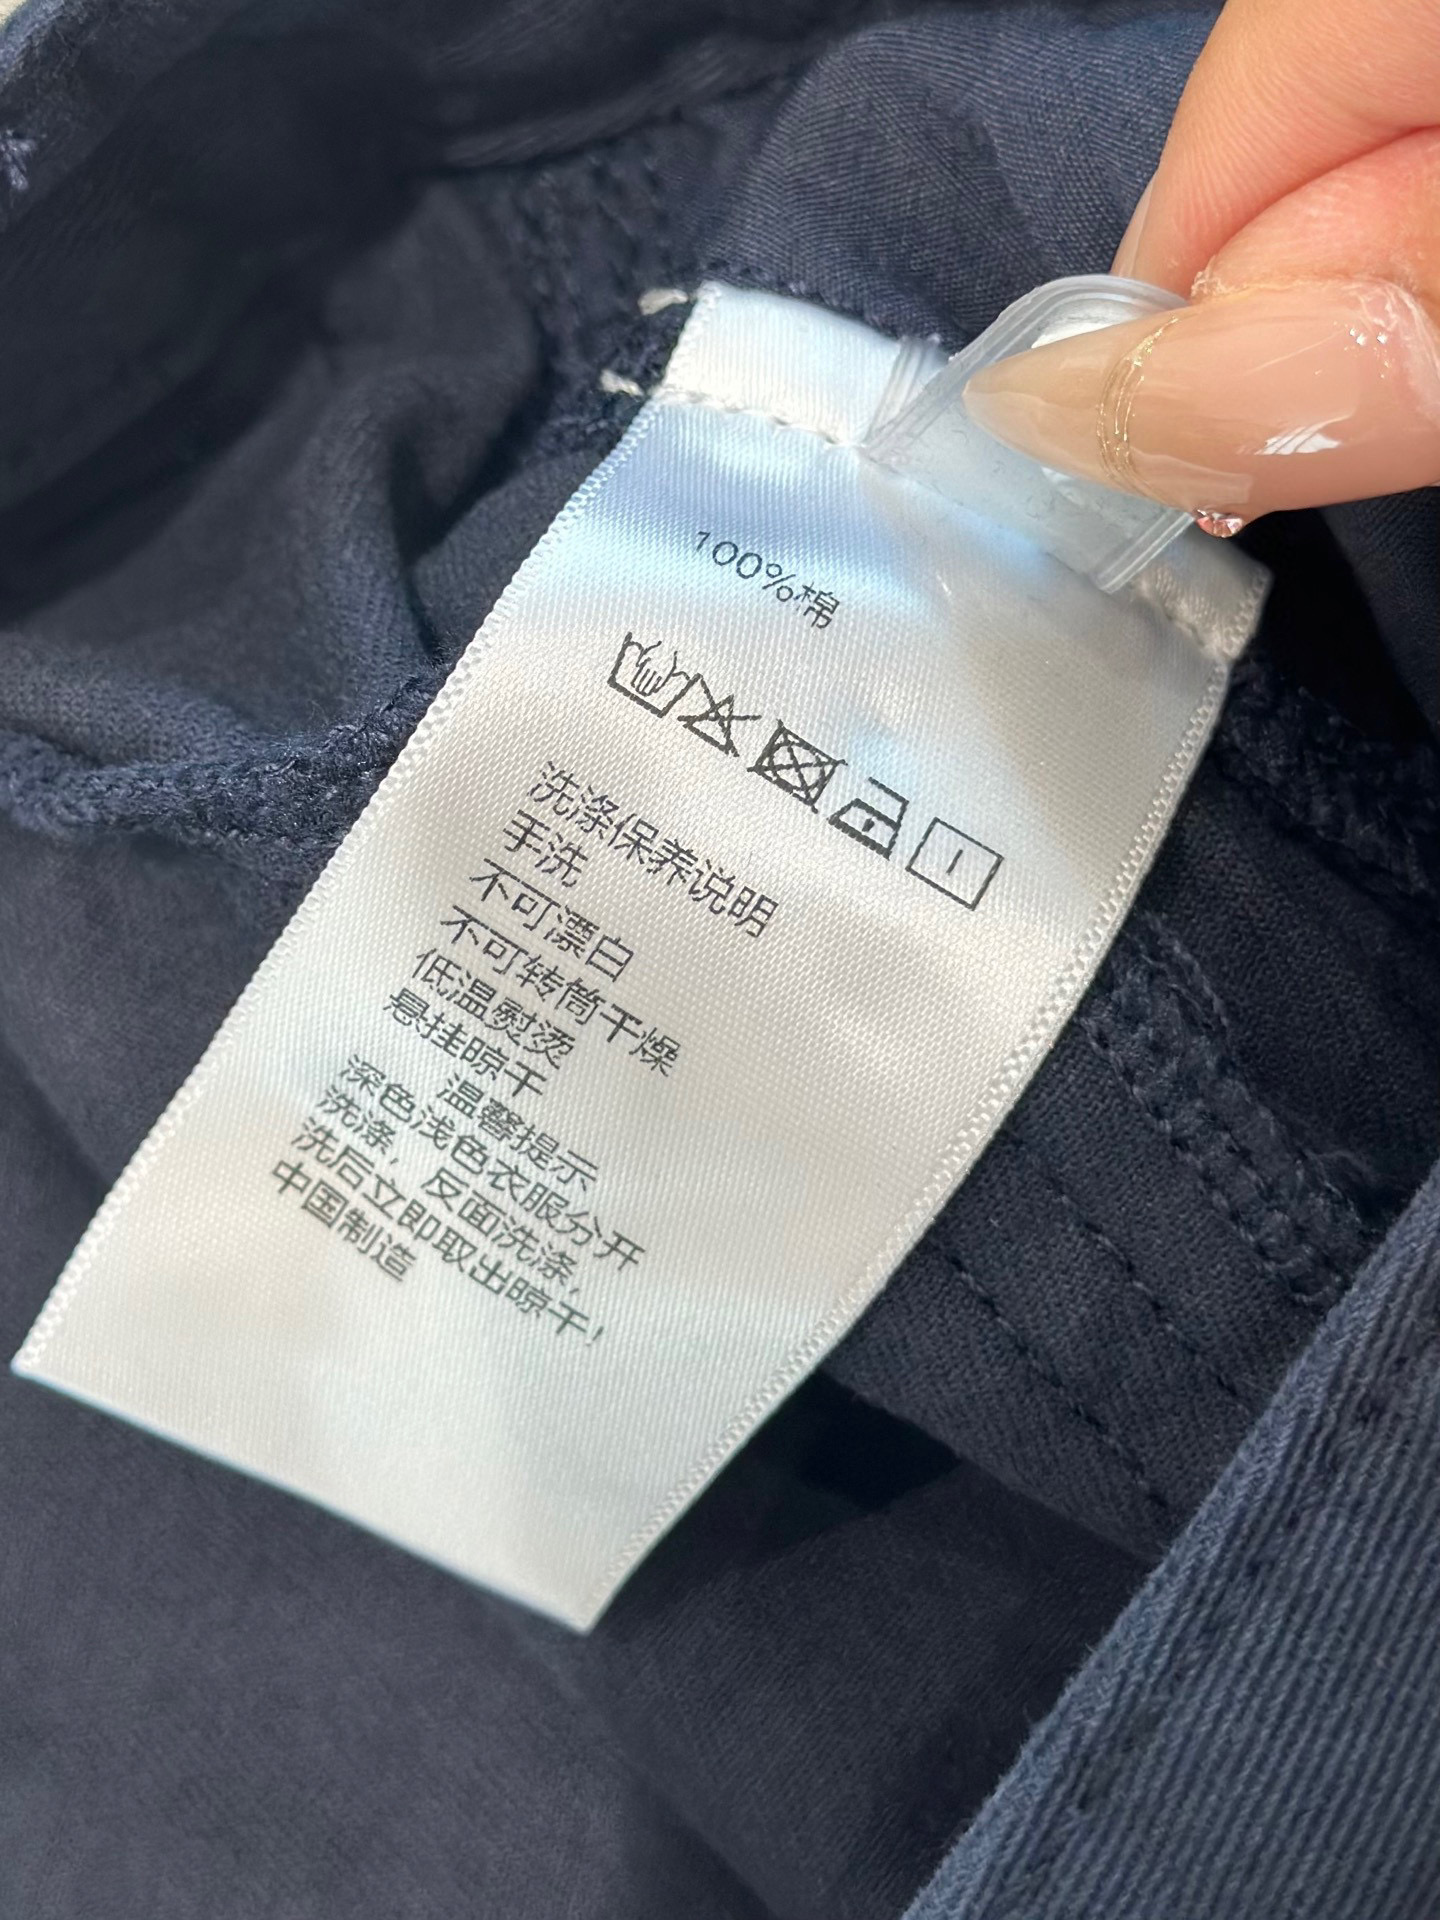 100%棉
洗涤保养说明
手洗
不可漂白
不可转筒干燥
低温熨烫
悬挂晾干
温馨提示
深色浅色衣服分开
洗涤，反面洗涤，
洗后立即取出晾干！
中国制造